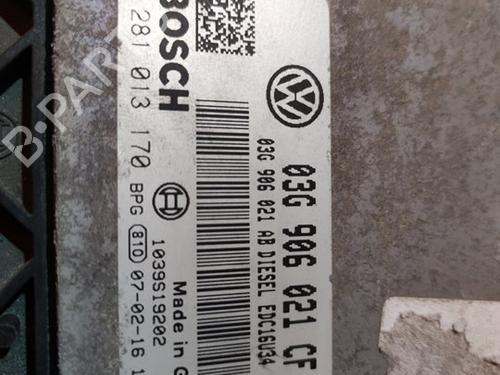 BOSCH
281 013 170 BPG 810 07-02-16 1
1039S19202
Made in G
03G 906 021 AB DIESEL EDC16U34
03G 906 021 CF
B-PARTS